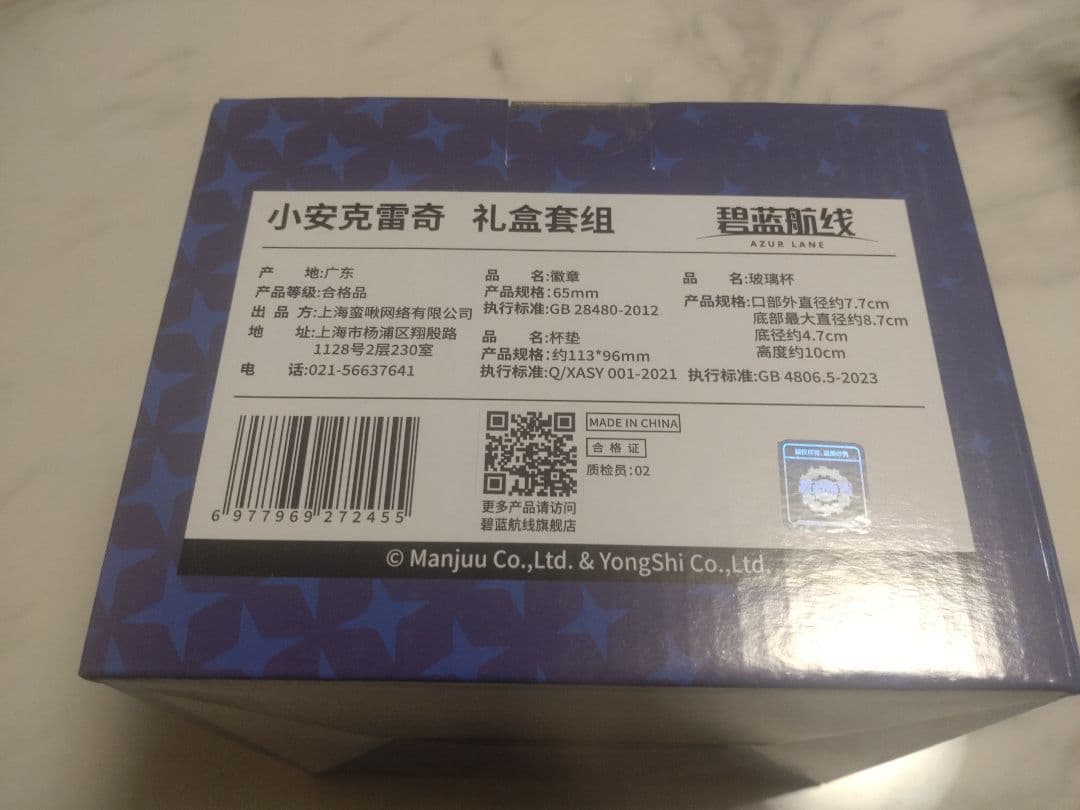 小安克雷奇 礼盒套组
碧蓝航线
AZUR LANE
产 地:广东
产品等级:合格品
出 品 方:上海蛮啾网络有限公司
地 址:上海市杨浦区翔殷路
1128号2层230室
电 话:021-56637641
品 名:徽章
产品规格:65mm
执行标准:GB 28480-2012
品 名:杯垫
产品规格:约113*96mm
执行标准:Q/XASY 001-2021
品 名:玻璃杯
产品规格:口部外直径约7.7cm
底部最大直径约8.7cm
底径约4.7cm
高度约10cm
执行标准:GB 4806.5-2023
6 977969 272455
MADE IN CHINA
合 格 证
质检员:02
更多产品请访问
碧蓝航线旗舰店
版权所有,盗版必究
© Manjuu Co.,Ltd. & YongShi Co.,Ltd.